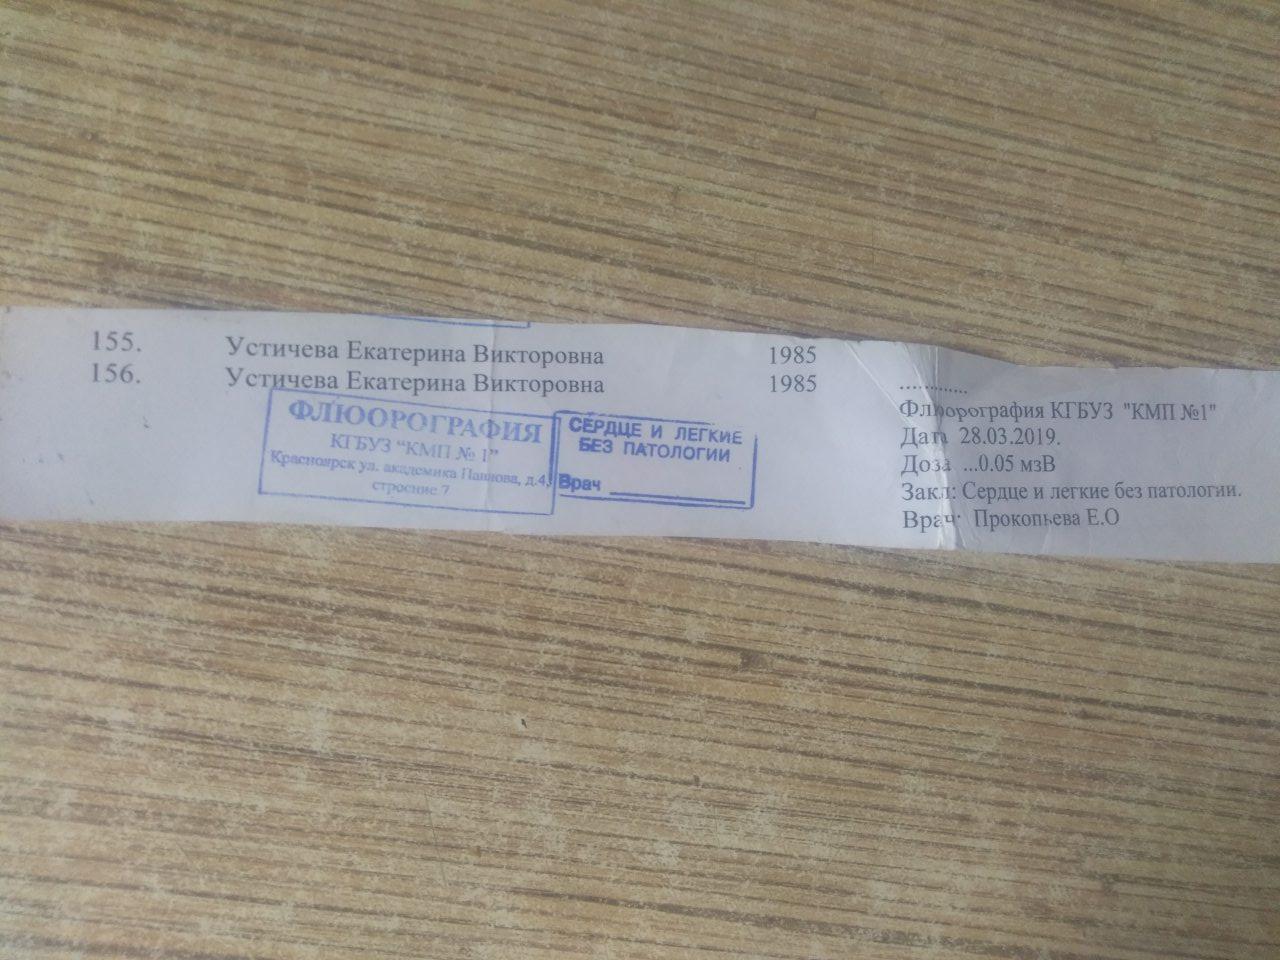 155. Устичева Екатерина Викторовна 1985
156. Устичева Екатерина Викторовна 1985 ............
ФЛЮОРОГРАФИЯ
КГБУЗ “КМП № 1”
Красноярск ул. академика Павлова, д.4,
строение 7
СЕРДЦЕ И ЛЕГКИЕ
БЕЗ ПАТОЛОГИИ
Врач
Флюорография КГБУЗ "КМП №1"
Дата 28.03.2019.
Доза ...0.05 мзВ
Закл: Сердце и легкие без патологии.
Врач: Прокопьева Е.О